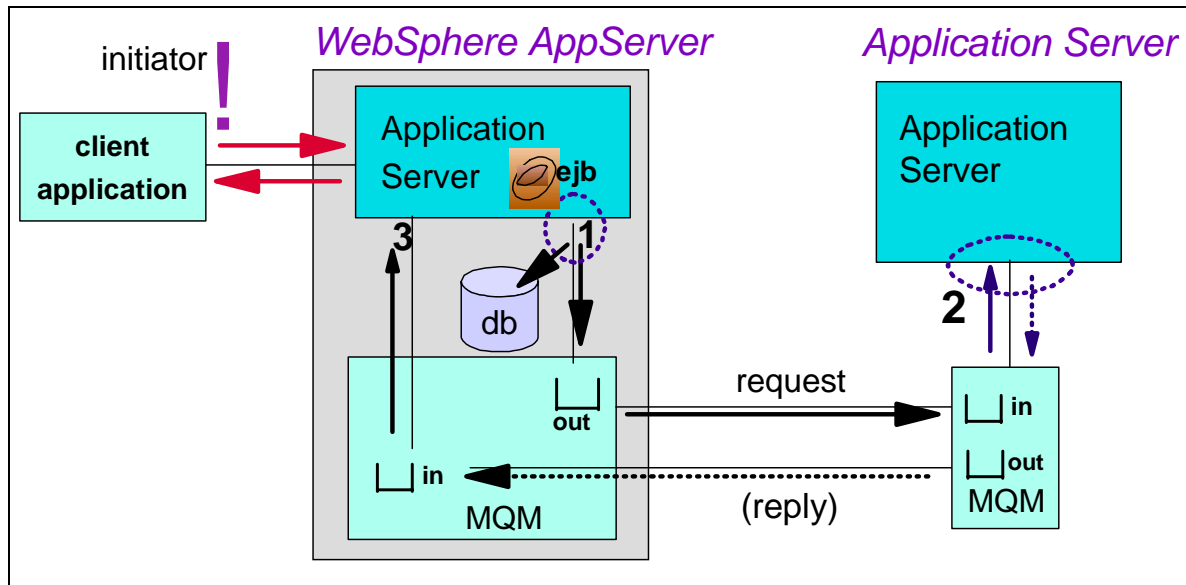 WebSphere AppServer
Application Server
initiator !
client
application
Application
Server
ejb
Application
Server
3
1
2
db
request
out
in
in
out
MQM
(reply)
MQM